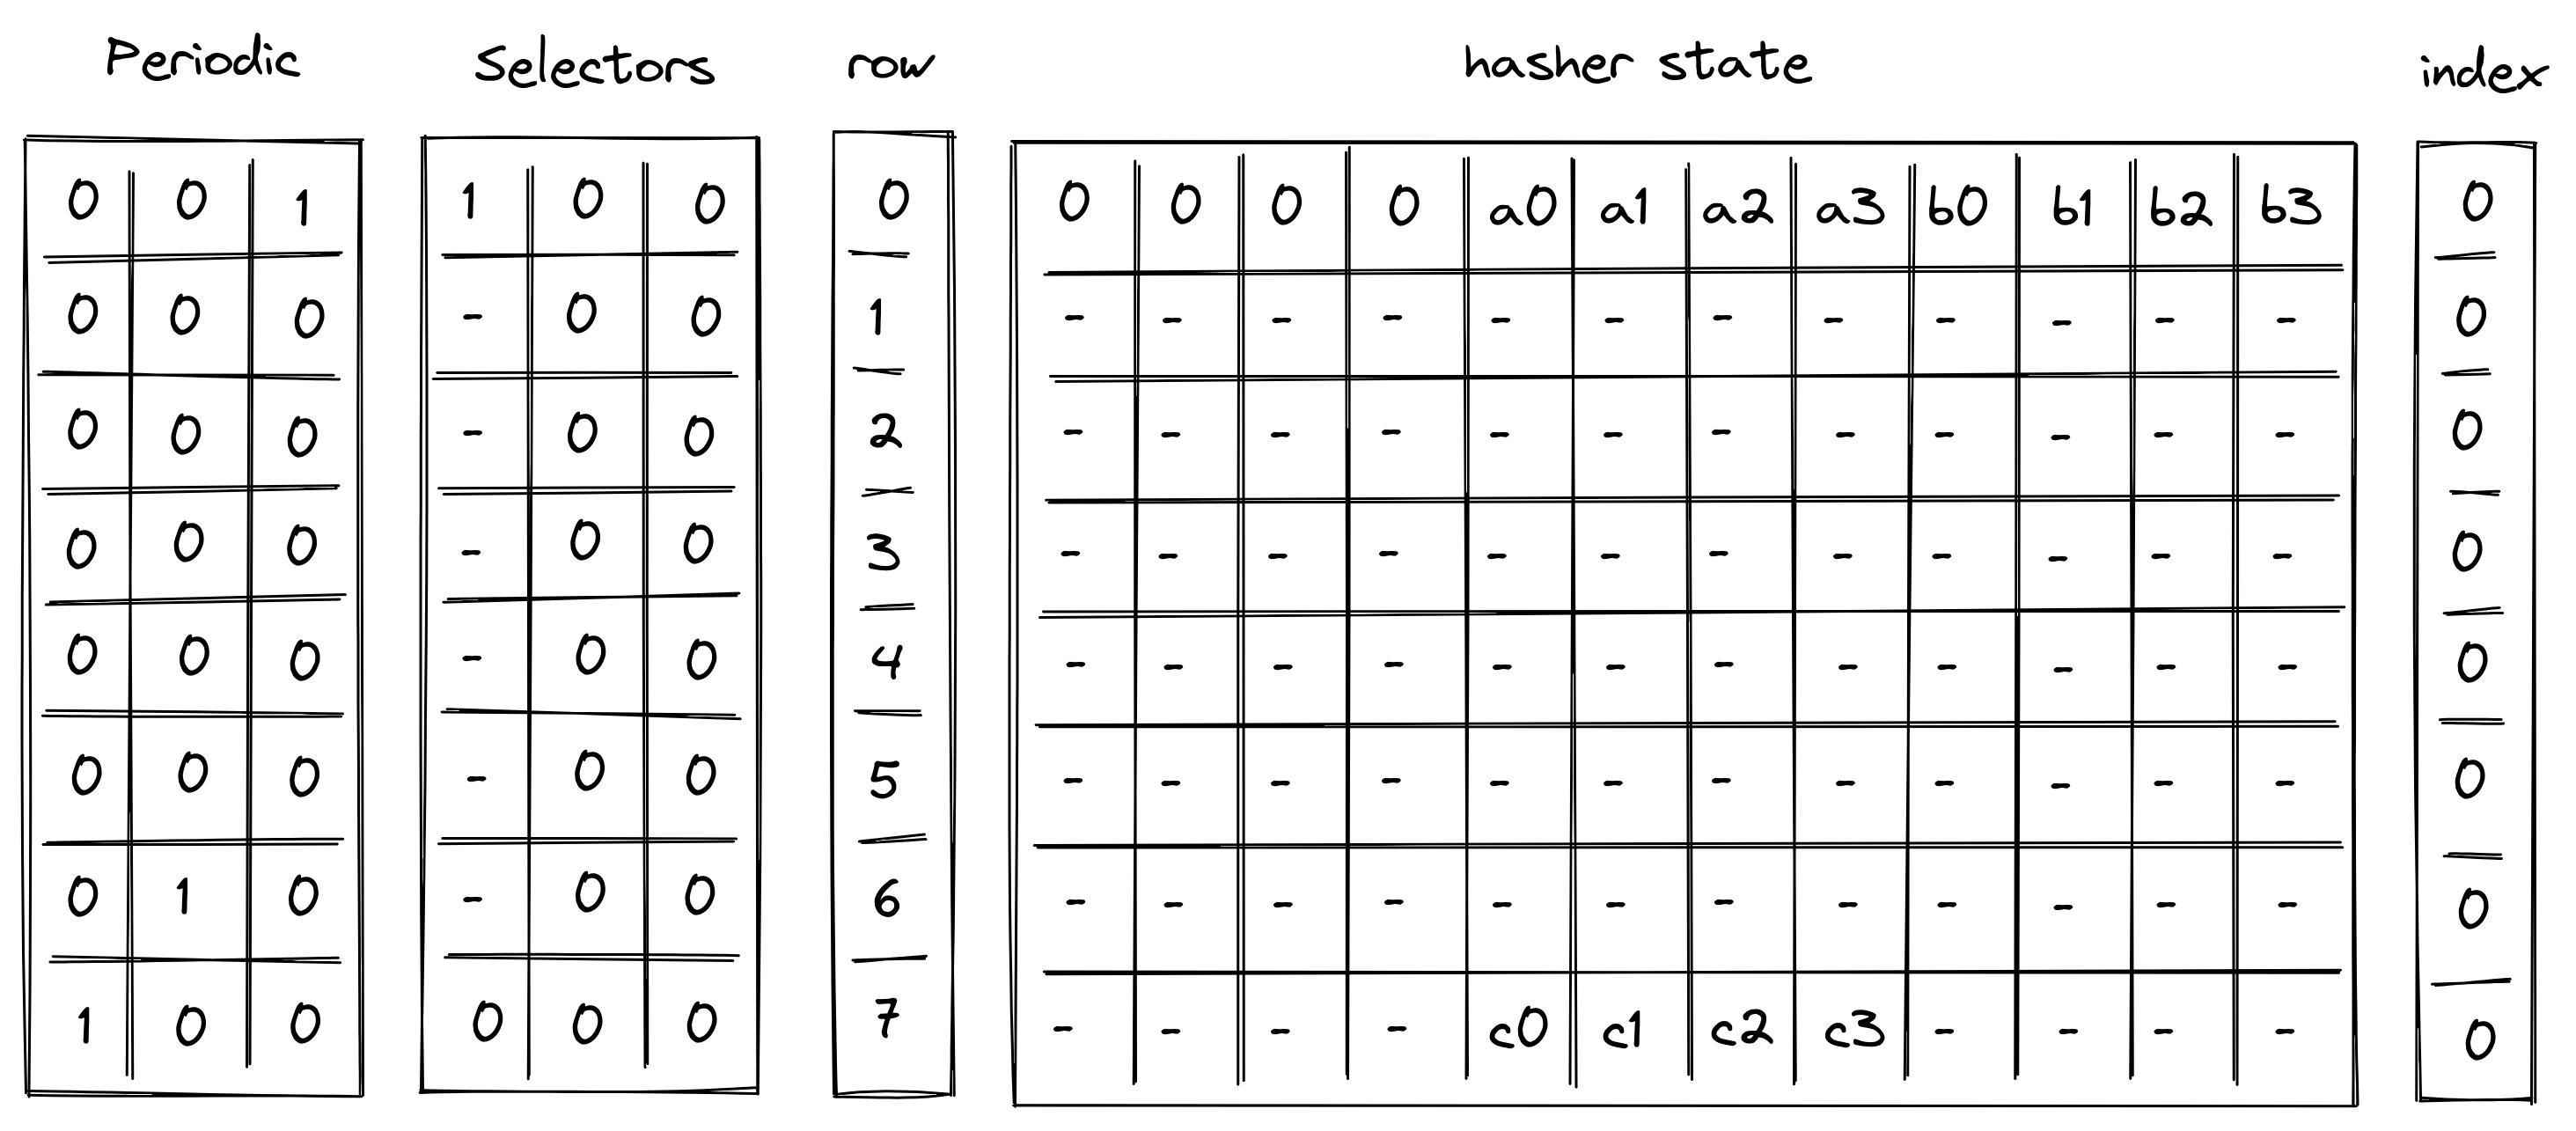 Periodic Selectors row hasher state index
0 0 1 1 0 0 0 0 0 0 0 a0 a1 a2 a3 b0 b1 b2 b3 0
0 0 0 - 0 0 1 - - - - - - - - - - - - 0
0 0 0 - 0 0 2 - - - - - - - - - - - - 0
0 0 0 - 0 0 3 - - - - - - - - - - - - 0
0 0 0 - 0 0 4 - - - - - - - - - - - - 0
0 0 0 - 0 0 5 - - - - - - - - - - - - 0
0 1 0 - 0 0 6 - - - - - - - - - - - - 0
1 0 0 0 0 0 7 - - - - c0 c1 c2 c3 - - - - 0